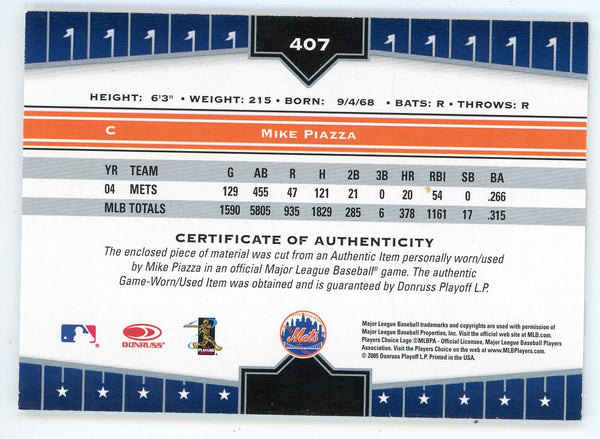 407
HEIGHT: 6'3" • WEIGHT: 215 • BORN: 9/4/68 • BATS: R • THROWS: R
C MIKE PIAZZA
YR TEAM G AB R H 2B 3B HR RBI SB BA
04 METS 129 455 47 121 21 0 20 54 0 .266
MLB TOTALS 1590 5805 935 1829 285 6 378 1161 17 .315
CERTIFICATE OF AUTHENTICITY
The enclosed piece of material was cut from an Authentic Item personally worn/used
by Mike Piazza in an official Major League Baseball® game. The authentic
Game-Worn/Used Item was obtained and is guaranteed by Donruss Playoff L.P.
DONRUSS
PLAYERS
Mets
Major League Baseball trademarks and copyrights are used with permission of
Major League Baseball Properties, Inc. Visit the official web site at MLB.com.
Players Choice Logo ©MLBPA - Official Licensee, Major League Baseball Players
Association. Visit the Players Choice on the web at www.MLBPlayers.com.
© 2005 Donruss Playoff L.P. Printed in the USA.